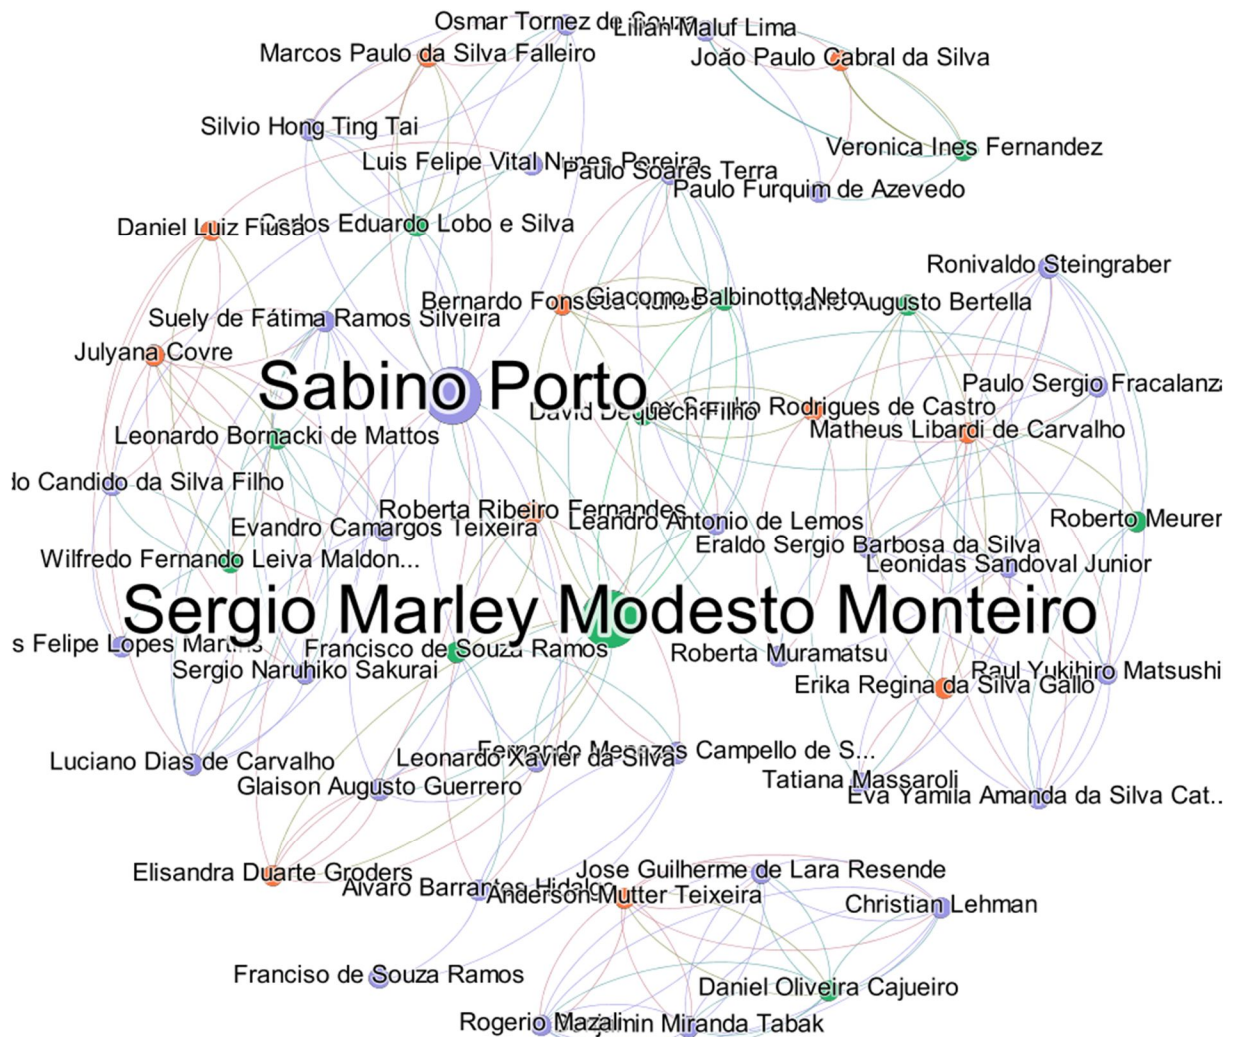 Osmar Tornez de Souza
Lilian Maluf Lima
Marcos Paulo da Silva Falleiro
João Paulo Cabral da Silva
Silvio Hong Ting Tai
Veronica Ines Fernandez
Luis Felipe Vital Nunes Pereira
Paulo Soares Terra
Paulo Furquim de Azevedo
Daniel Luiz Fiusa
Carlos Eduardo Lobo e Silva
Ronivaldo Steingraber
Bernardo Fonseca Nunes
Giacomo Balbinotto Neto
Mario Augusto Bertella
Suely de Fátima Ramos Silveira
Julyana Covre
Sabino Porto
Paulo Sergio Fracalanza
David Dequech Filho
Rodrigues de Castro
Matheus Libardi de Carvalho
Leonardo Bornacki de Mattos
do Candido da Silva Filho
Roberta Ribeiro Fernandes
Evandro Camargos Teixeira
Leandro Antonio de Lemos
Roberto Meurer
Eraldo Sergio Barbosa da Silva
Wilfredo Fernando Leiva Maldon...
Leonidas Sandoval Junior
Sergio Marley Modesto Monteiro
s Felipe Lopes Martins
Francisco de Souza Ramos
Roberta Muramatsu
Sergio Naruhiko Sakurai
Raul Yukihiro Matsushi
Erika Regina da Silva Gallo
Luciano Dias de Carvalho
Leonardo Xavier da Silva
Fernando Menezes Campello de S...
Glaison Augusto Guerrero
Tatiana Massaroli
Eva Yamila Amanda da Silva Cat..
Elisandra Duarte Groders
Alvaro Barrantes Hidalgo
Jose Guilherme de Lara Resende
Anderson Mutter Teixeira
Christian Lehman
Franciso de Souza Ramos
Daniel Oliveira Cajueiro
Rogerio Mazali
Miranda Tabak